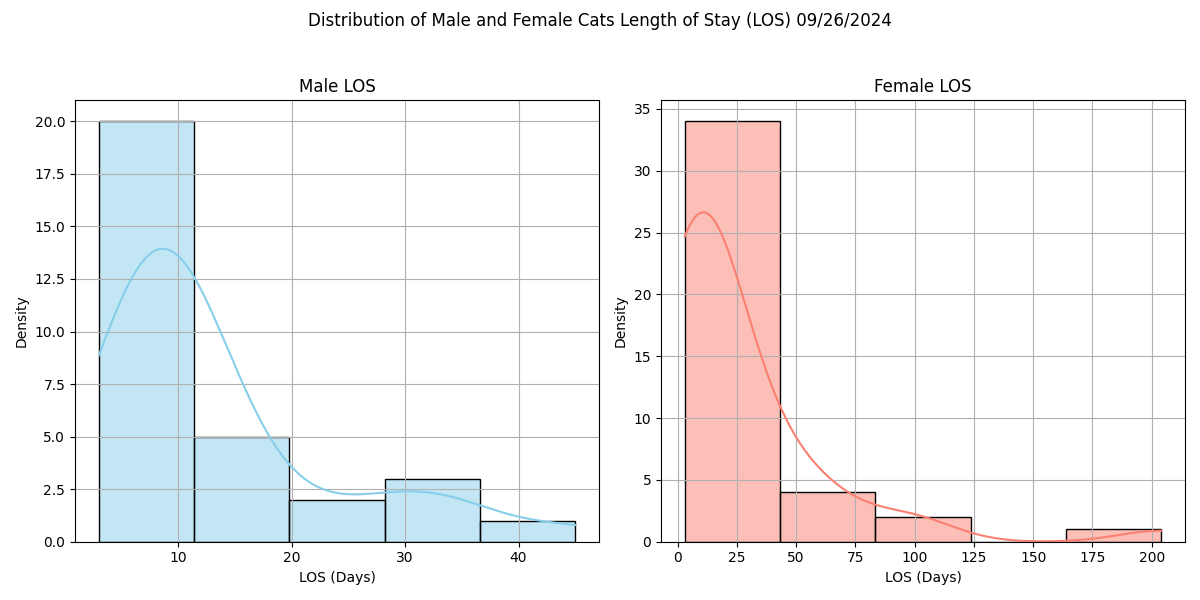 Distribution of Male and Female Cats Length of Stay (LOS) 09/26/2024
Male LOS
Density
20.0
17.5
15.0
12.5
10.0
7.5
5.0
2.5
0.0
10 20 30 40
LOS (Days)
Female LOS
Density
35
30
25
20
15
10
5
0
0 25 50 75 100 125 150 175 200
LOS (Days)